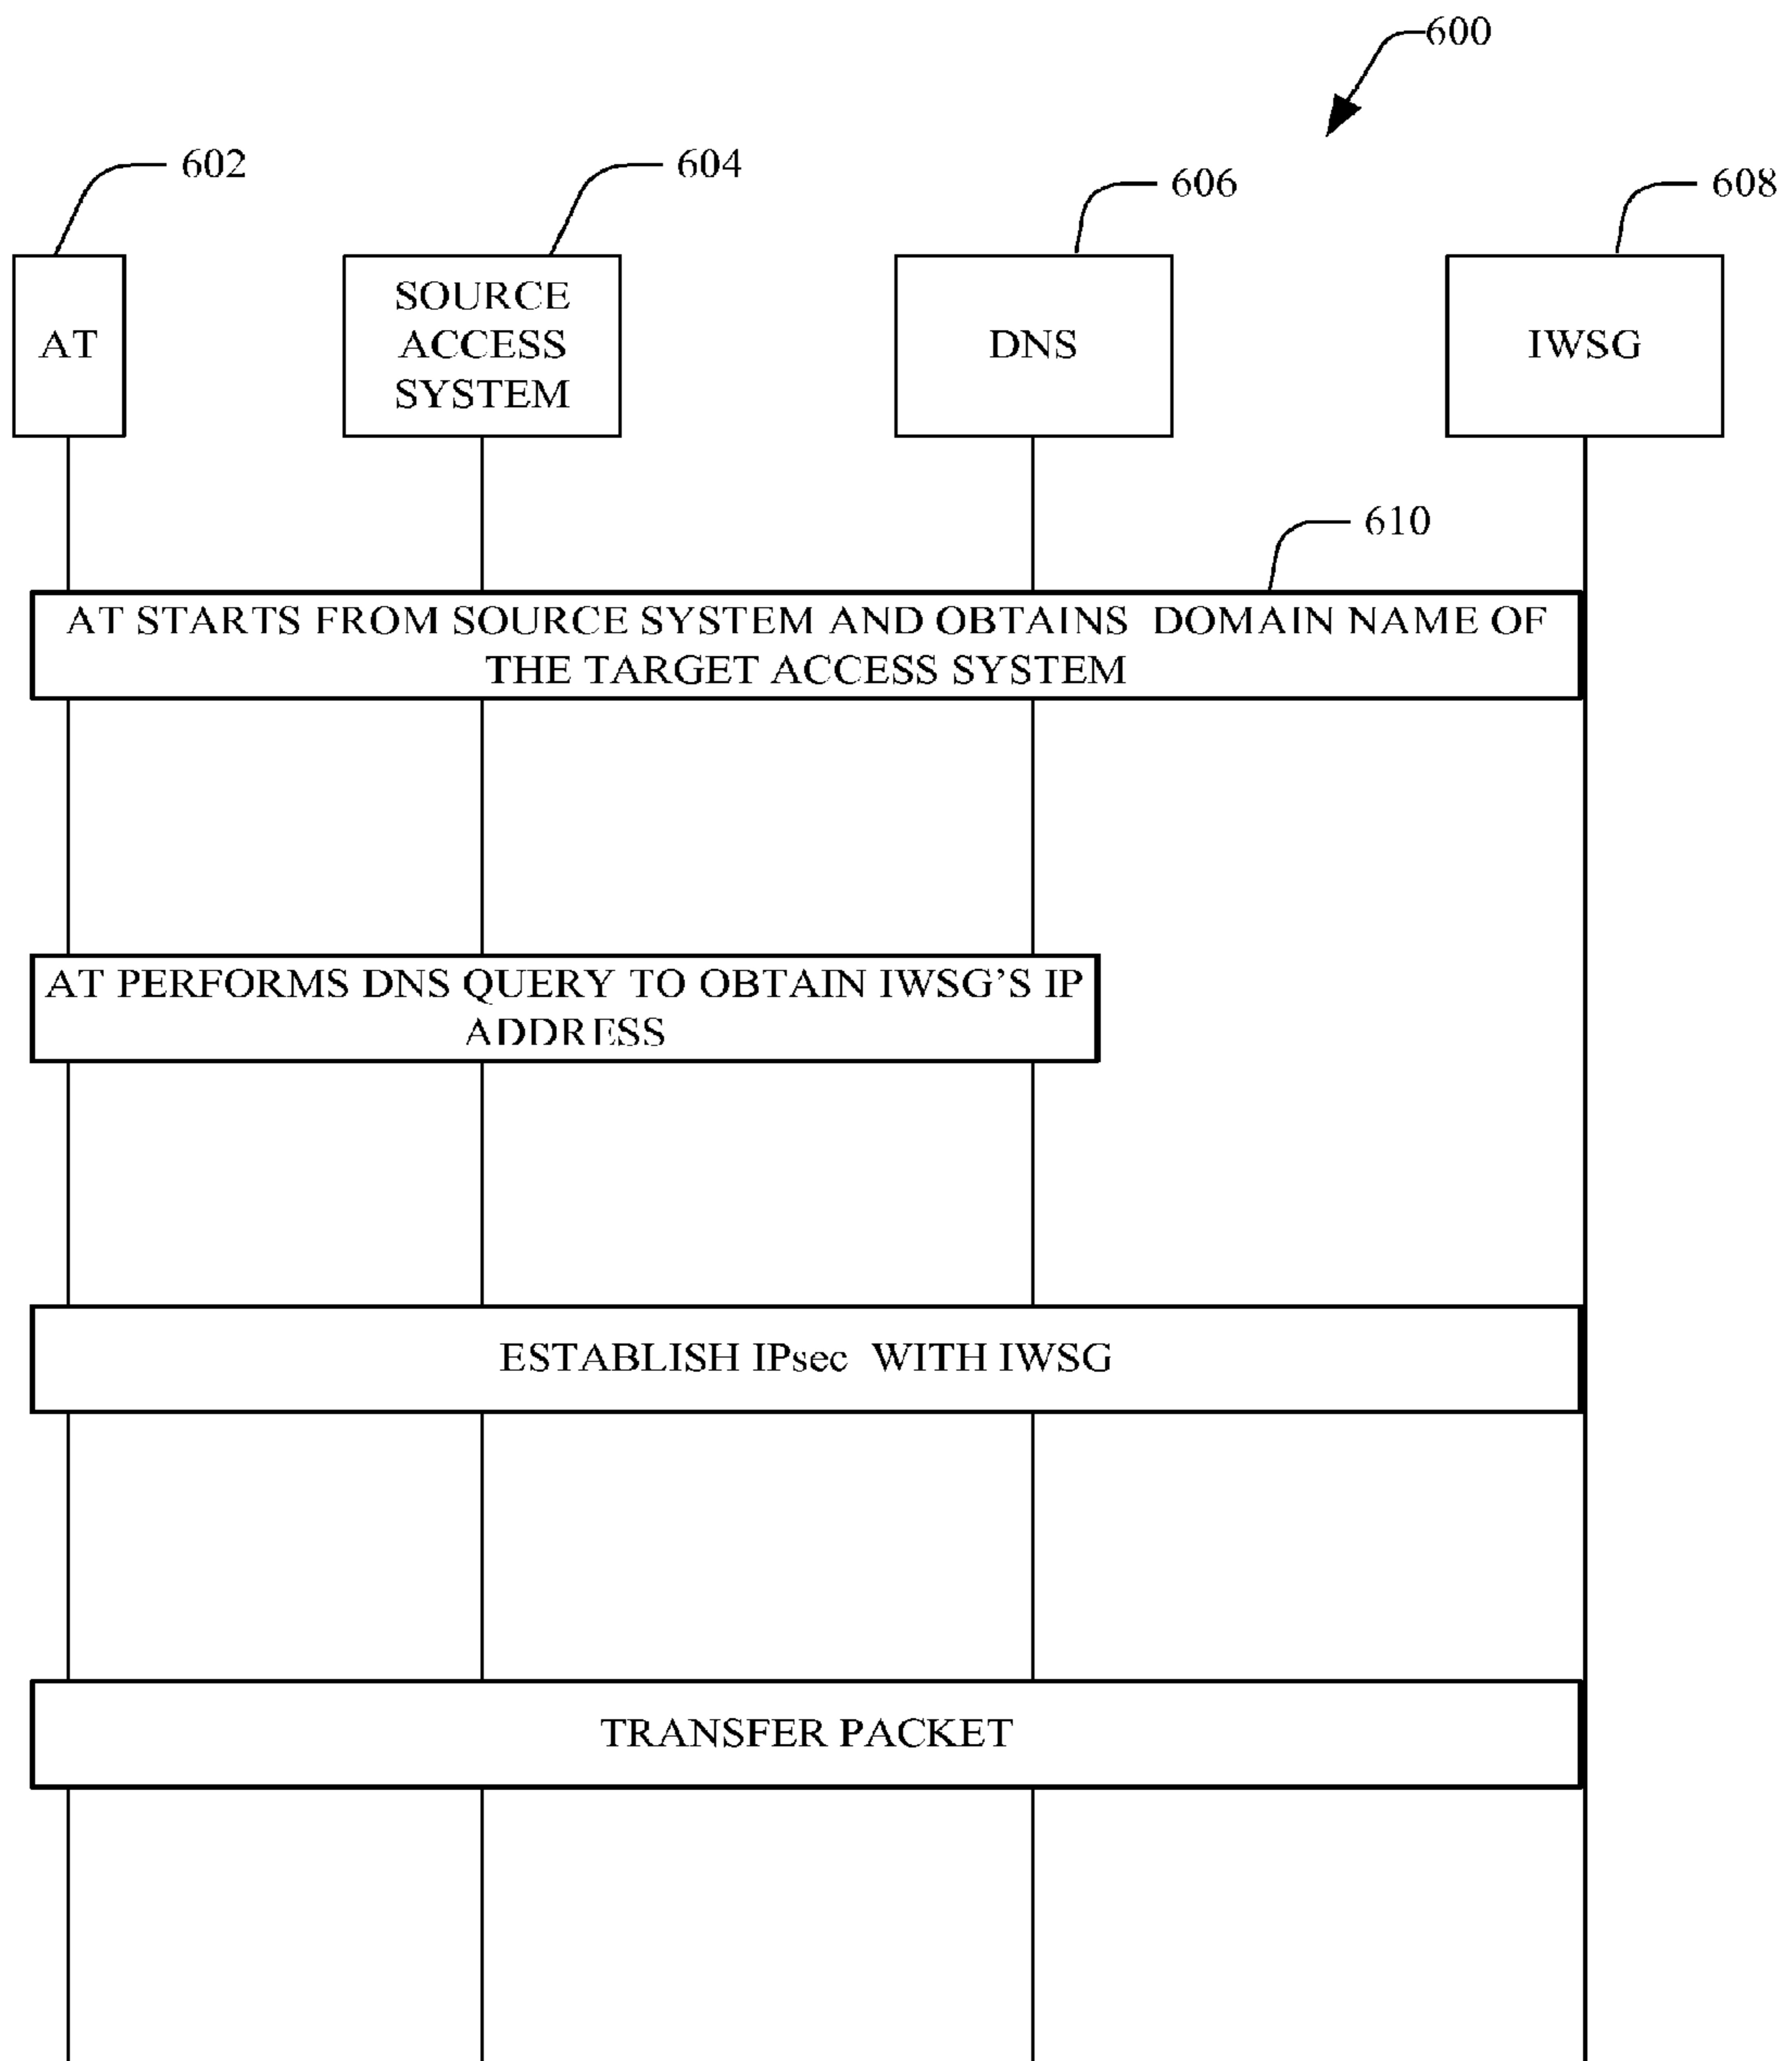 600
602
604
606
608
AT
SOURCE
ACCESS
SYSTEM
DNS
IWSG
610
AT STARTS FROM SOURCE SYSTEM AND OBTAINS DOMAIN NAME OF
THE TARGET ACCESS SYSTEM
AT PERFORMS DNS QUERY TO OBTAIN IWSG'S IP
ADDRESS
ESTABLISH IPsec WITH IWSG
TRANSFER PACKET